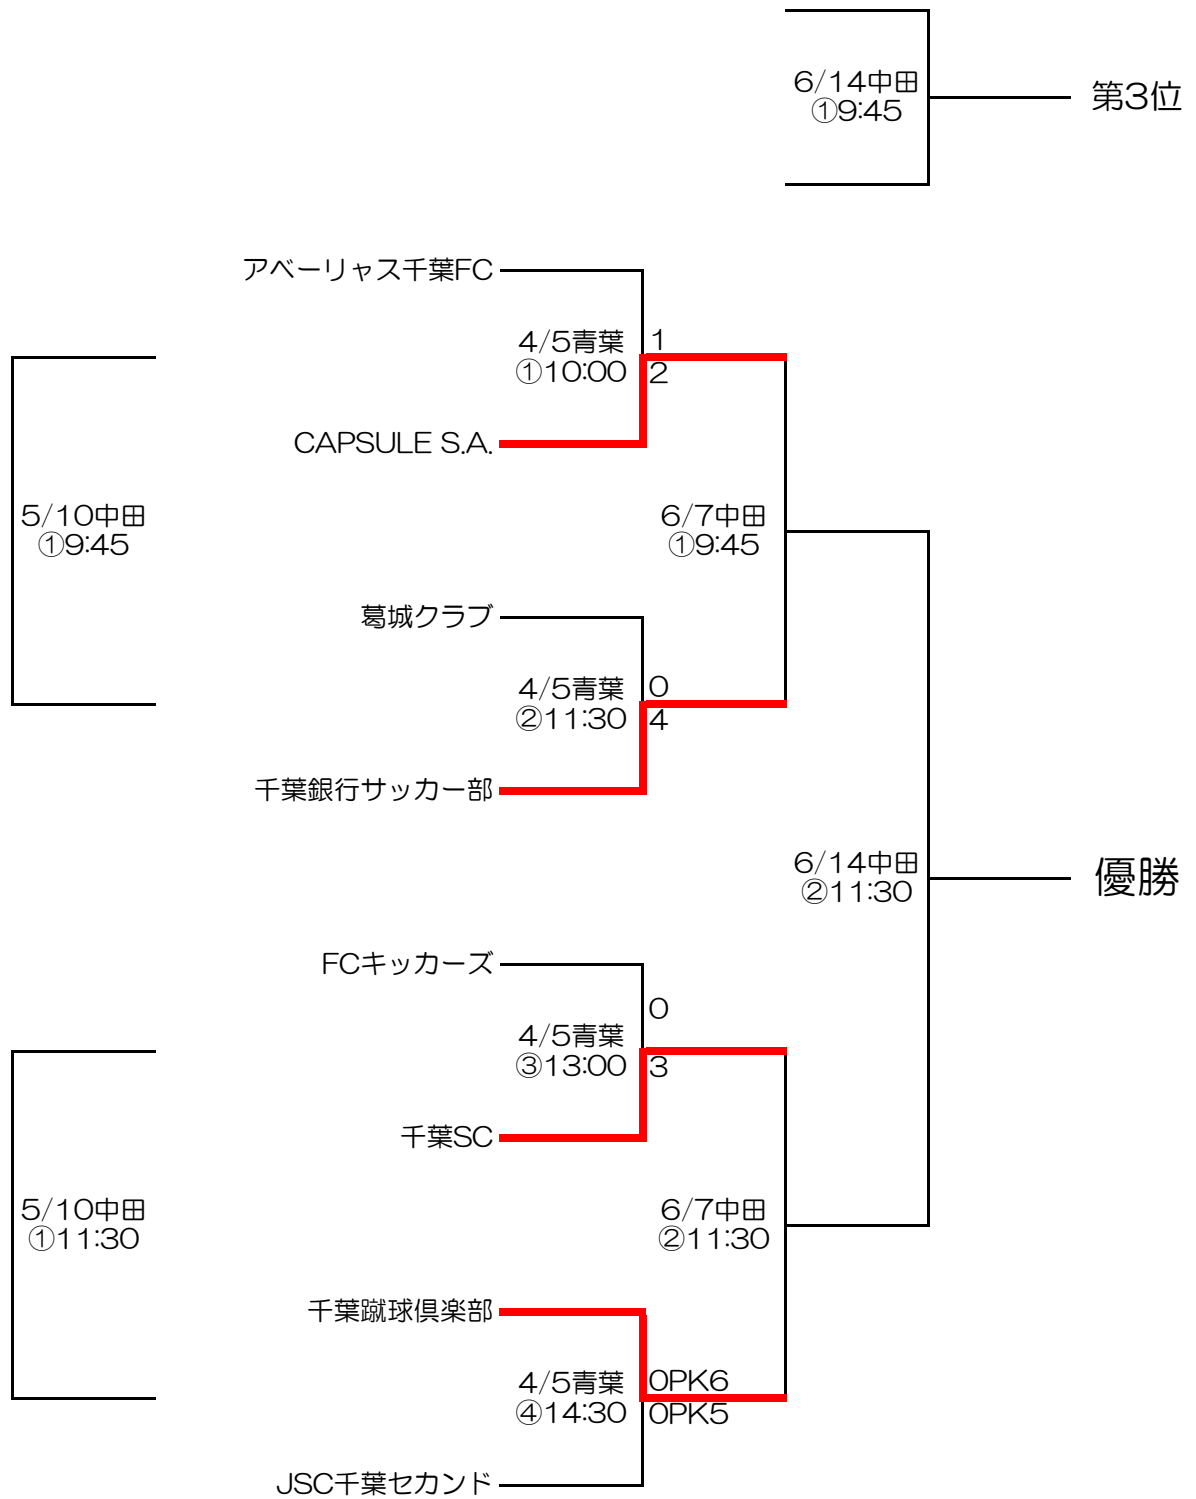 6/14中田
①9:45
第3位
アベーリャス千葉FC
4/5青葉
①10:00
1
2
CAPSULE S.A.
5/10中田
①9:45
6/7中田
①9:45
葛城クラブ
4/5青葉
②11:30
0
4
千葉銀行サッカー部
6/14中田
②11:30
優勝
FCキッカーズ
0
4/5青葉
③13:00
3
千葉SC
5/10中田
①11:30
6/7中田
②11:30
千葉蹴球倶楽部
4/5青葉
④14:30
0PK6
0PK5
JSC千葉セカンド